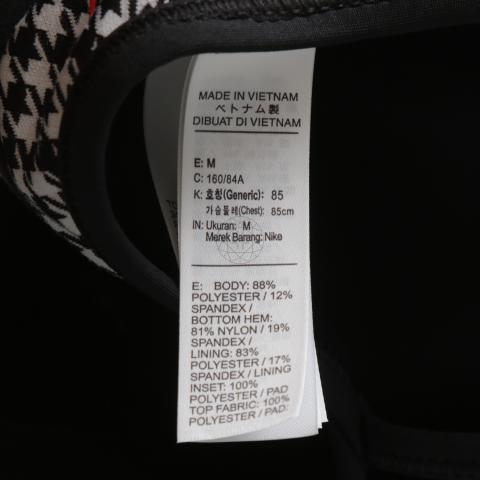 MADE IN VIETNAM
ベトナム製
DIBUAT DI VIETNAM
E: M
C: 160/84A
K: 호칭(Generic): 85
가슴둘레(Chest): 85cm
IN: Ukuran: M
Merek Barang: Nike
E: BODY: 88%
POLYESTER / 12%
SPANDEX /
BOTTOM HEM:
81% NYLON / 19%
SPANDEX /
LINING: 83%
POLYESTER / 17%
SPANDEX / LINING
INSET: 100%
POLYESTER / PAD
TOP FABRIC: 100%
POLYESTER / PAD: